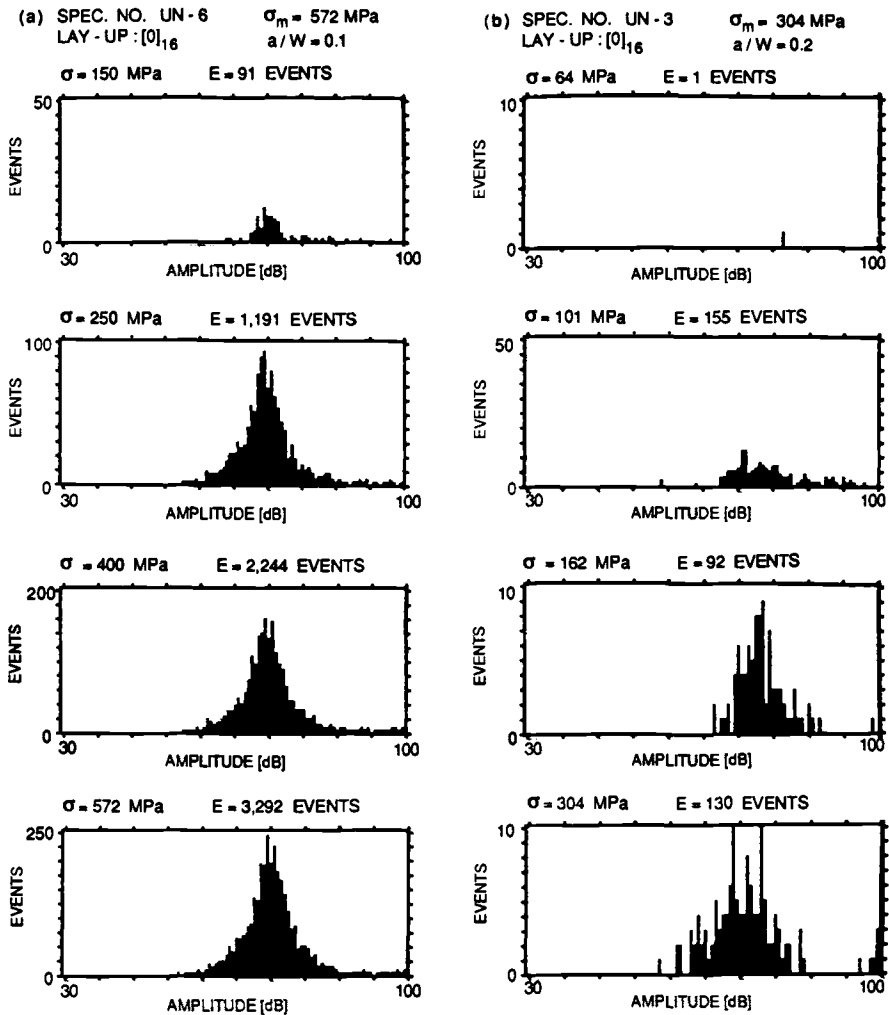 (a) SPEC. NO. UN-6 σm = 572 MPa
LAY-UP : [0]16 a/W = 0.1
σ = 150 MPa E = 91 EVENTS
50
EVENTS
0
30 100
AMPLITUDE [dB]
σ = 250 MPa E = 1,191 EVENTS
100
EVENTS
0
30 100
AMPLITUDE [dB]
σ = 400 MPa E = 2,244 EVENTS
200
EVENTS
0
30 100
AMPLITUDE [dB]
σ = 572 MPa E = 3,292 EVENTS
250
EVENTS
0
30 100
AMPLITUDE [dB]
(b) SPEC. NO. UN-3 σm = 304 MPa
LAY-UP : [0]16 a/W = 0.2
σ = 64 MPa E = 1 EVENTS
10
EVENTS
0
30 100
AMPLITUDE [dB]
σ = 101 MPa E = 155 EVENTS
50
EVENTS
0
30 100
AMPLITUDE [dB]
σ = 162 MPa E = 92 EVENTS
10
EVENTS
0
30 100
AMPLITUDE [dB]
σ = 304 MPa E = 130 EVENTS
10
EVENTS
0
30 100
AMPLITUDE [dB]